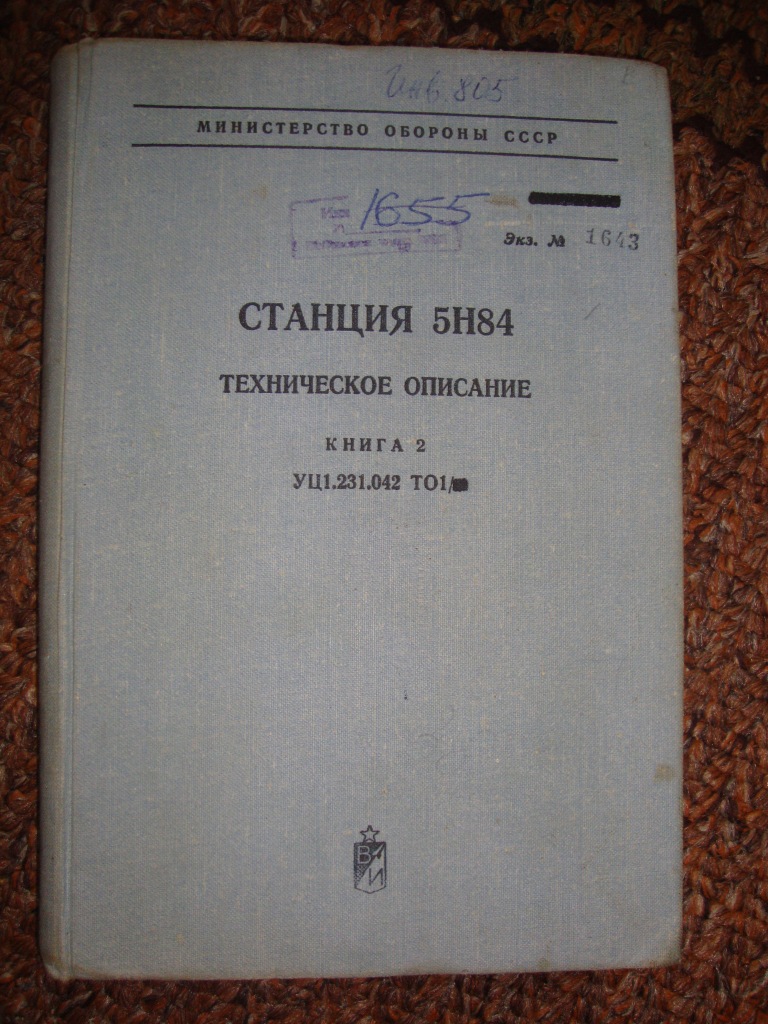 Инв. 805
МИНИСТЕРСТВО ОБОРОНЫ СССР
1655
Экз. № 1643
СТАНЦИЯ 5Н84
ТЕХНИЧЕСКОЕ ОПИСАНИЕ
КНИГА 2
УЦ1.231.042 ТО1/
ВИ